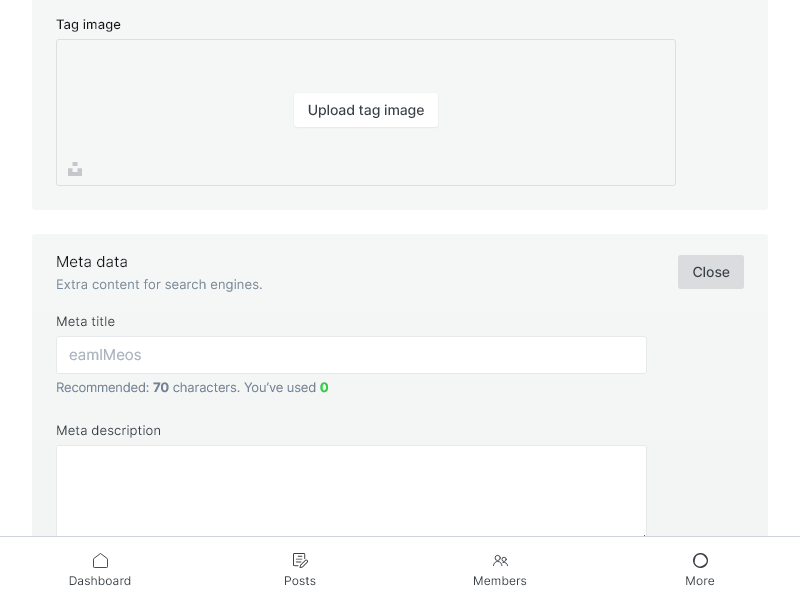 Tag image
Upload tag image
Meta data
Extra content for search engines.
Close
Meta title
eamlMeos
Recommended: 70 characters. You’ve used 0
Meta description
Dashboard
Posts
Members
More